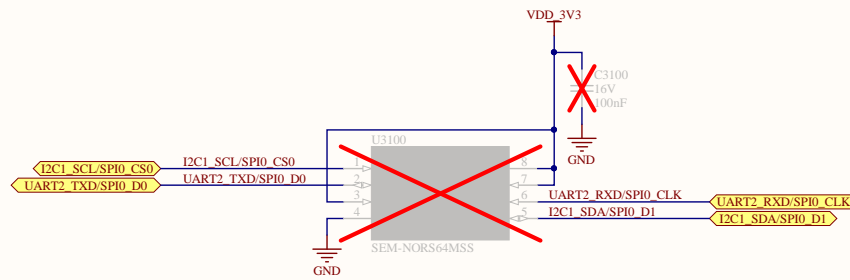 VDD_3V3
C3100
16V
100nF
GND
U3100
I2C1_SCL/SPI0_CS0 I2C1_SCL/SPI0_CS0 1 8
UART2_TXD/SPI0_D0 UART2_TXD/SPI0_D0 2 7
3 6 UART2_RXD/SPI0_CLK UART2_RXD/SPI0_CLK
4 5 I2C1_SDA/SPI0_D1 I2C1_SDA/SPI0_D1
SEM-NORS64MSS
GND